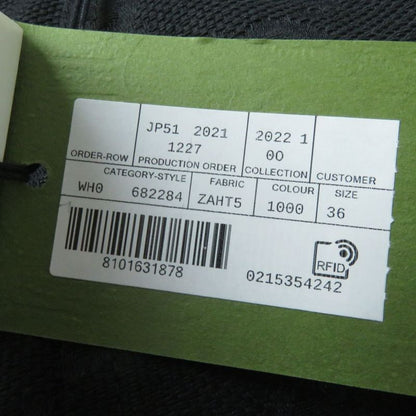 JP51 2021 2022 1
1227 00
ORDER-ROW PRODUCTION ORDER COLLECTION CUSTOMER
CATEGORY-STYLE FABRIC COLOUR SIZE
WH0 682284 ZAHT5 1000 36
8101631878 0215354242
RFID